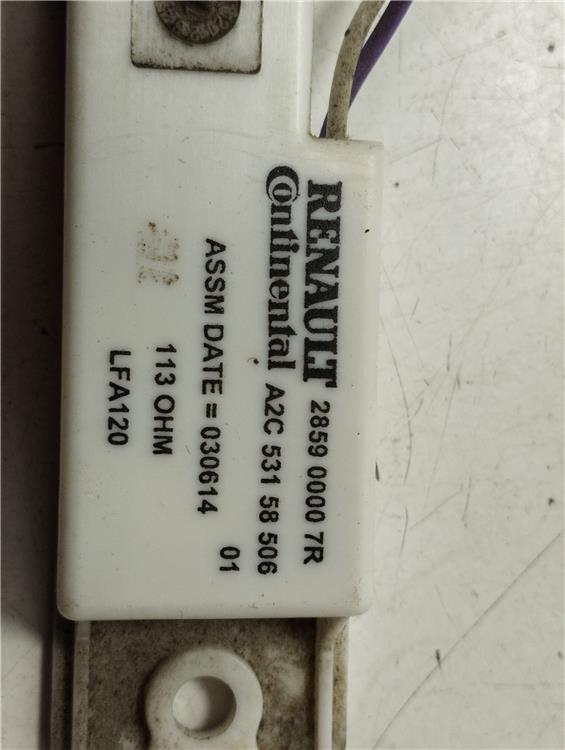 RENAULT 2859 0000 7R
Continental A2C 531 58 506
01
ASSM DATE = 030614
113 OHM
LFA120